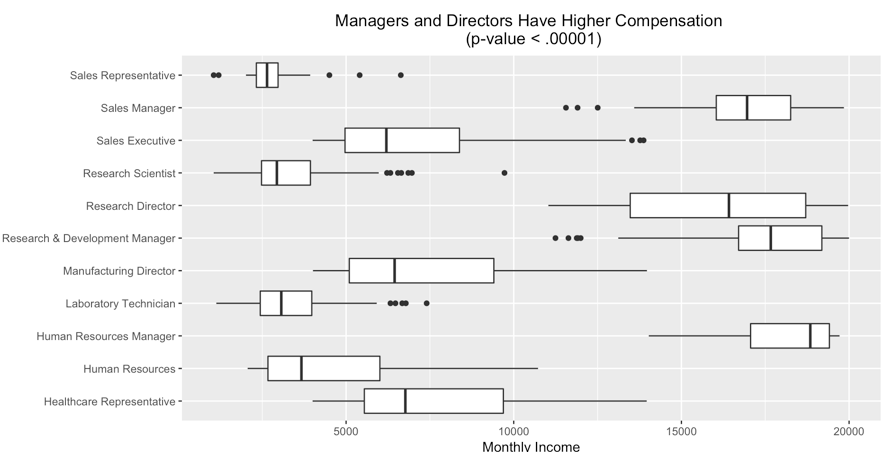 Managers and Directors Have Higher Compensation
(p-value < .00001)
Sales Representative
Sales Manager
Sales Executive
Research Scientist
Research Director
Research & Development Manager
Manufacturing Director
Laboratory Technician
Human Resources Manager
Human Resources
Healthcare Representative
5000 10000 15000 20000
Monthly Income